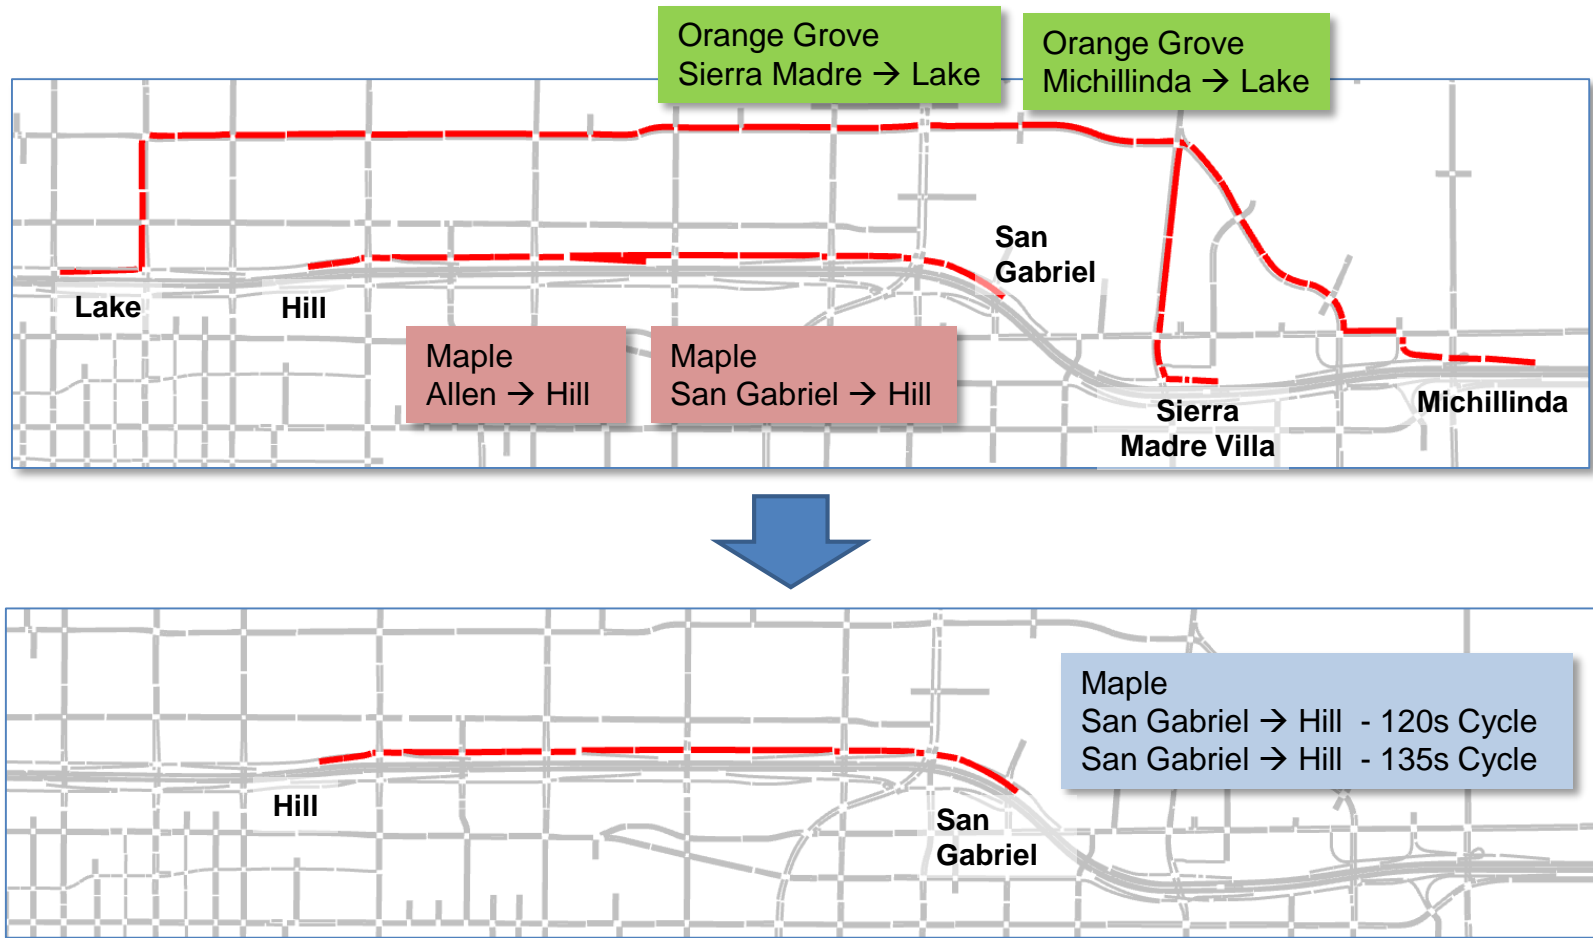 Orange Grove
Sierra Madre → Lake
Orange Grove
Michillinda → Lake
San
Gabriel
Lake
Hill
Maple
Allen → Hill
Maple
San Gabriel → Hill
Sierra
Madre Villa
Michillinda
Maple
San Gabriel → Hill - 120s Cycle
San Gabriel → Hill - 135s Cycle
Hill
San
Gabriel